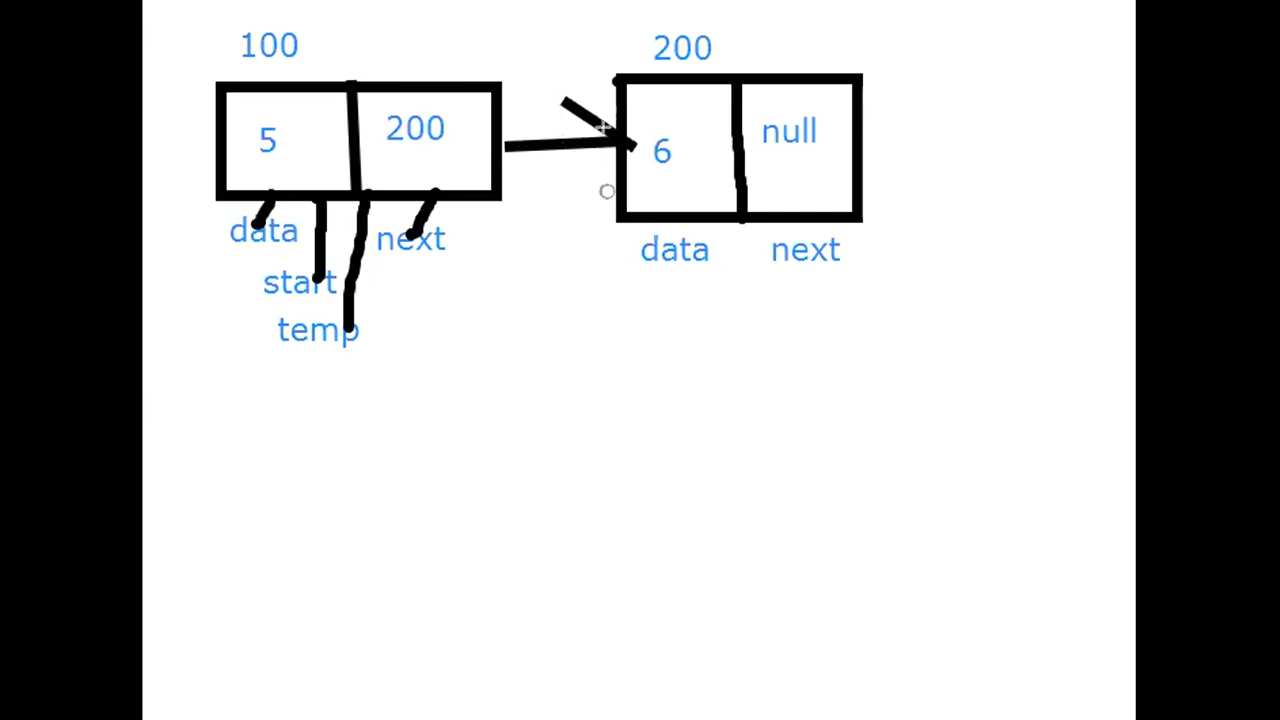 100 200
5 200 6 null
data next data next
start
temp